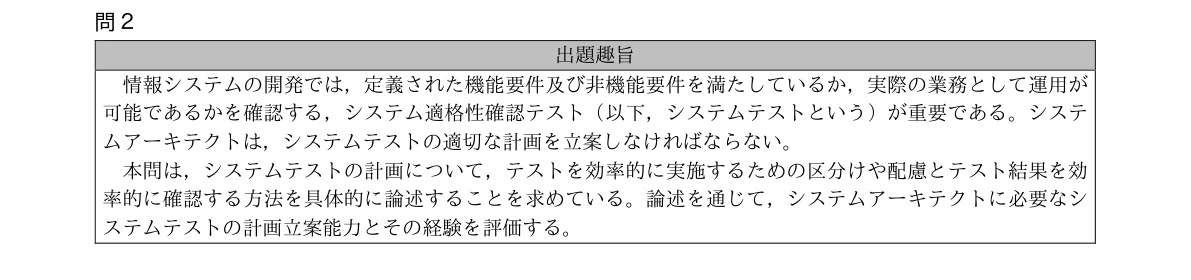 問２
出題趣旨
情報システムの開発では，定義された機能要件及び非機能要件を満たしているか，実際の業務として運用が
可能であるかを確認する，システム適格性確認テスト（以下，システムテストという）が重要である。システ
ムアーキテクトは，システムテストの適切な計画を立案しなければならない。
本問は，システムテストの計画について，テストを効率的に実施するための区分けや配慮とテスト結果を効
率的に確認する方法を具体的に論述することを求めている。論述を通じて，システムアーキテクトに必要なシ
ステムテストの計画立案能力とその経験を評価する。